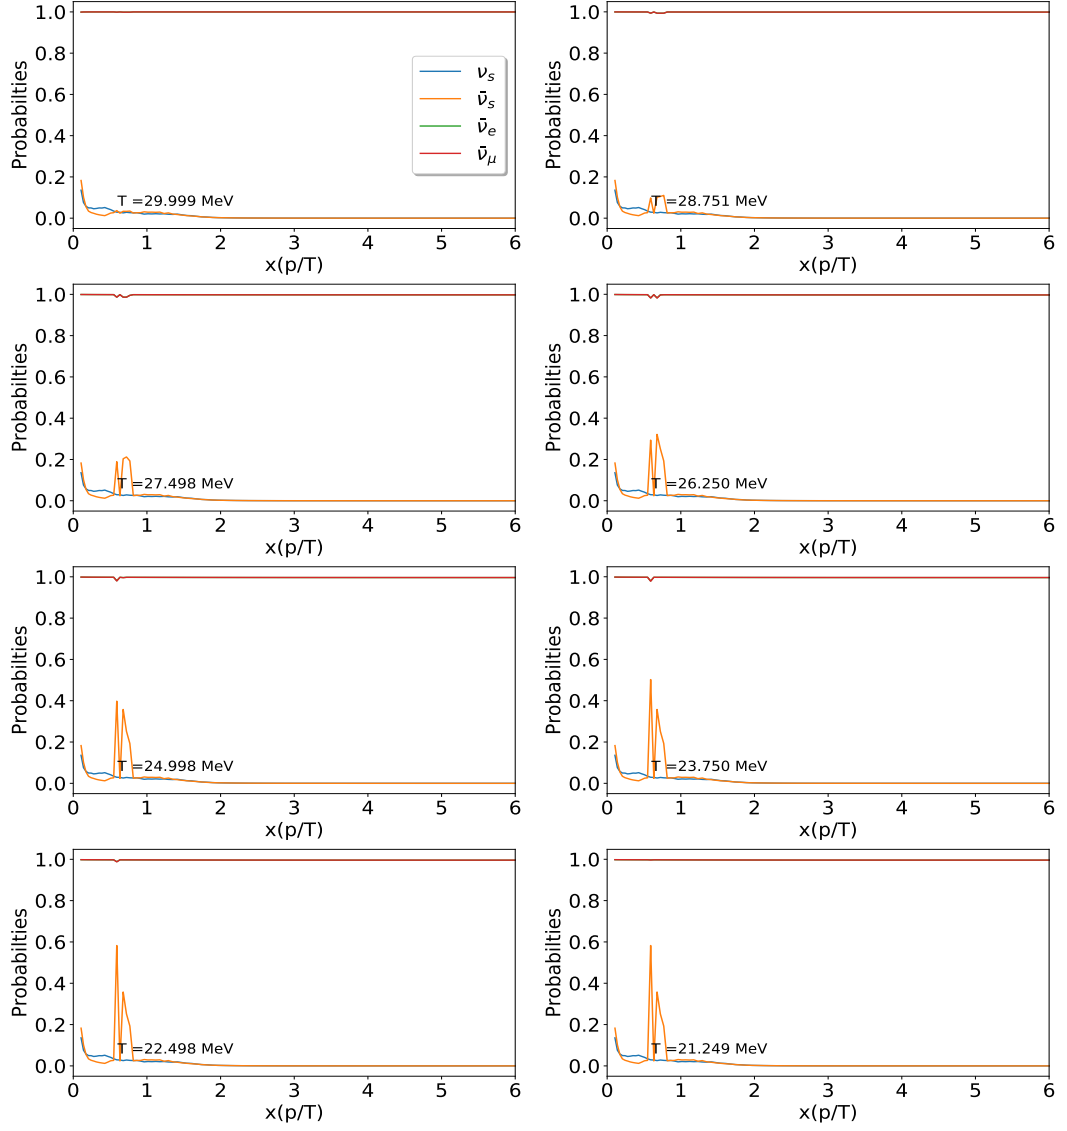 1.0
0.8
0.6
0.4
0.2
0.0
Probabilties
ν_s
ν̄_s
ν̄_e
ν̄_μ
T =29.999 MeV
0 1 2 3 4 5 6
x(p/T)
1.0
0.8
0.6
0.4
0.2
0.0
Probabilties
T =28.751 MeV
0 1 2 3 4 5 6
x(p/T)
1.0
0.8
0.6
0.4
0.2
0.0
Probabilties
T =27.498 MeV
0 1 2 3 4 5 6
x(p/T)
1.0
0.8
0.6
0.4
0.2
0.0
Probabilties
T =26.250 MeV
0 1 2 3 4 5 6
x(p/T)
1.0
0.8
0.6
0.4
0.2
0.0
Probabilties
T =24.998 MeV
0 1 2 3 4 5 6
x(p/T)
1.0
0.8
0.6
0.4
0.2
0.0
Probabilties
T =23.750 MeV
0 1 2 3 4 5 6
x(p/T)
1.0
0.8
0.6
0.4
0.2
0.0
Probabilties
T =22.498 MeV
0 1 2 3 4 5 6
x(p/T)
1.0
0.8
0.6
0.4
0.2
0.0
Probabilties
T =21.249 MeV
0 1 2 3 4 5 6
x(p/T)